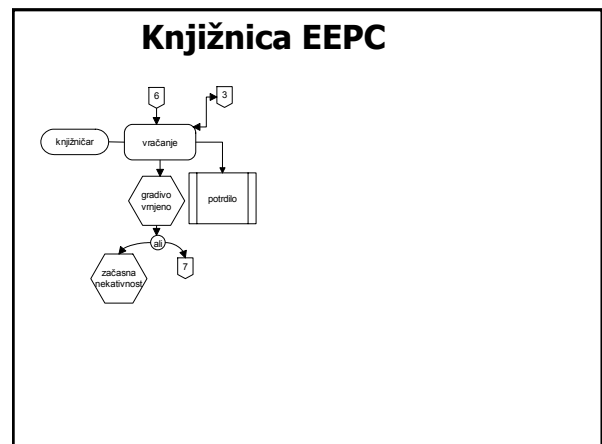 Knjižnica EEPC
6
3
knjižničar
vračanje
gradivo
vrnjeno
potrdilo
ali
7
začasna
nekativnost